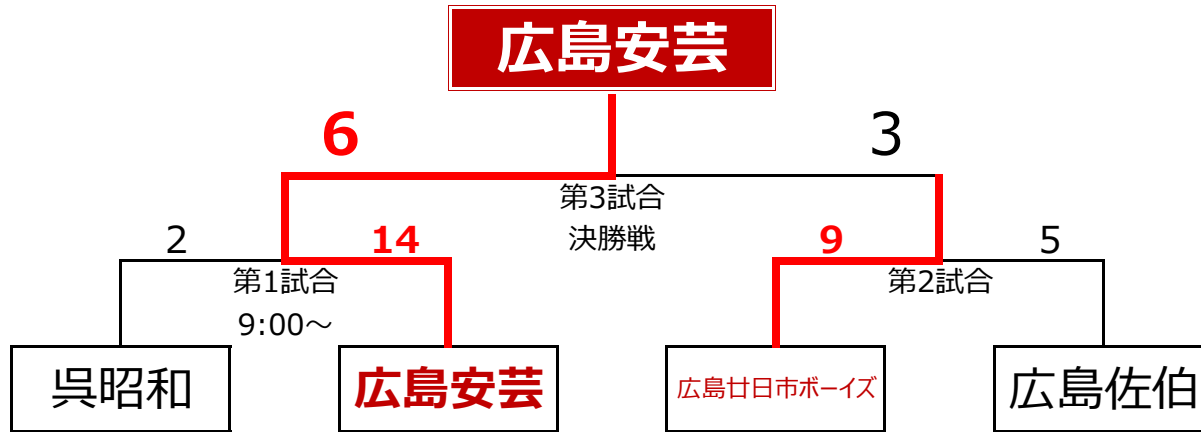 広島安芸
6
3
第3試合
決勝戦
2
14
9
5
第1試合
9:00～
第2試合
呉昭和
広島安芸
広島廿日市ボーイズ
広島佐伯